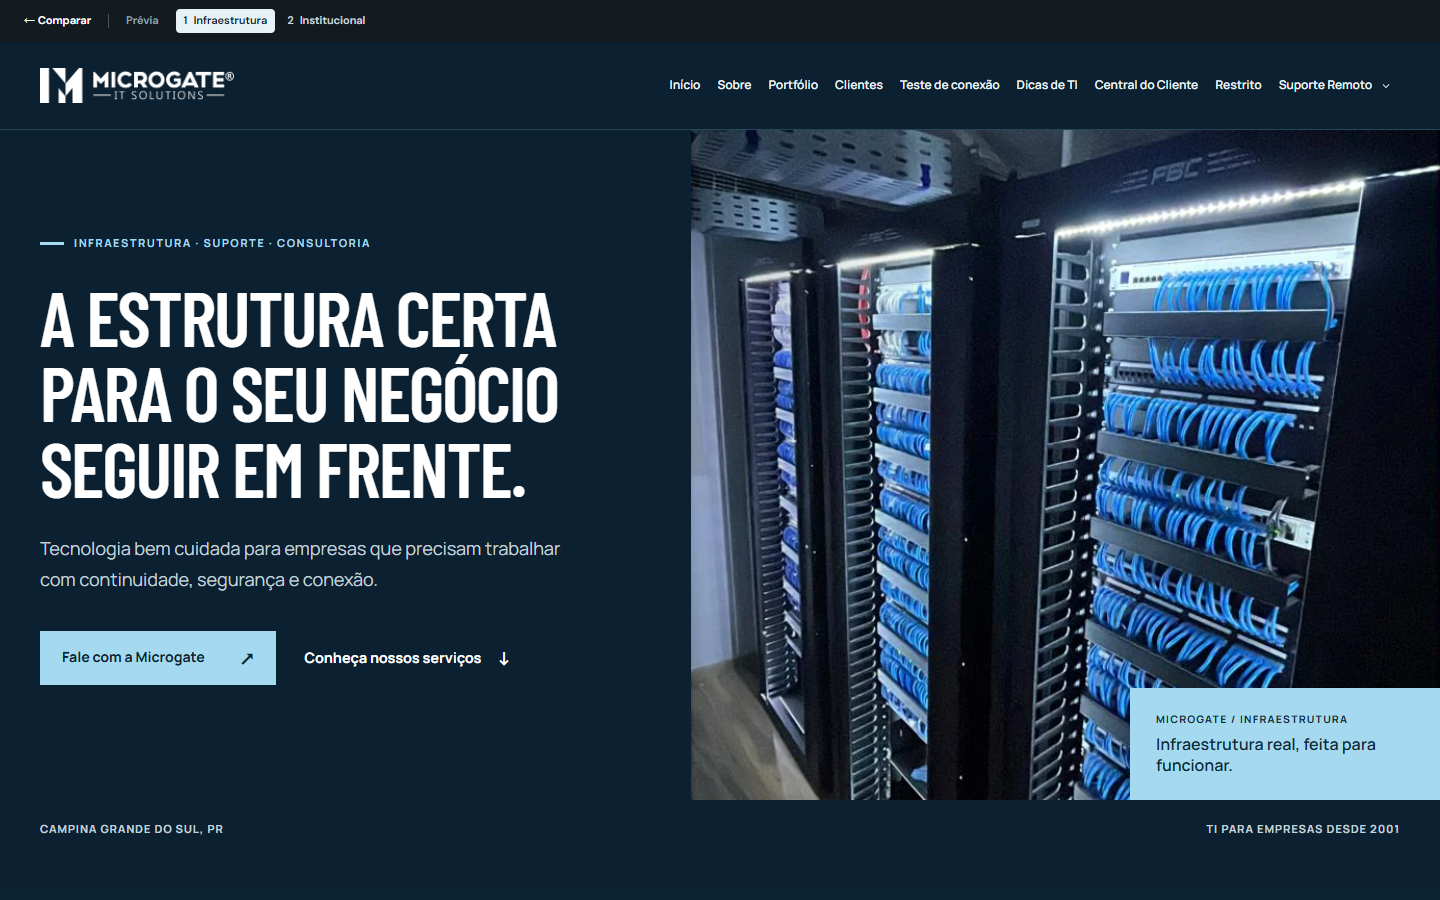 ← Comparar
Prévia
1 Infraestrutura
2 Institucional
MICROGATE®
IT SOLUTIONS
Início
Sobre
Portfólio
Clientes
Teste de conexão
Dicas de TI
Central do Cliente
Restrito
Suporte Remoto
INFRAESTRUTURA · SUPORTE · CONSULTORIA
A ESTRUTURA CERTA
PARA O SEU NEGÓCIO
SEGUIR EM FRENTE.
Tecnologia bem cuidada para empresas que precisam trabalhar
com continuidade, segurança e conexão.
Fale com a Microgate ↗
Conheça nossos serviços ↓
FBC
MICROGATE / INFRAESTRUTURA
Infraestrutura real, feita para
funcionar.
CAMPINA GRANDE DO SUL, PR
TI PARA EMPRESAS DESDE 2001